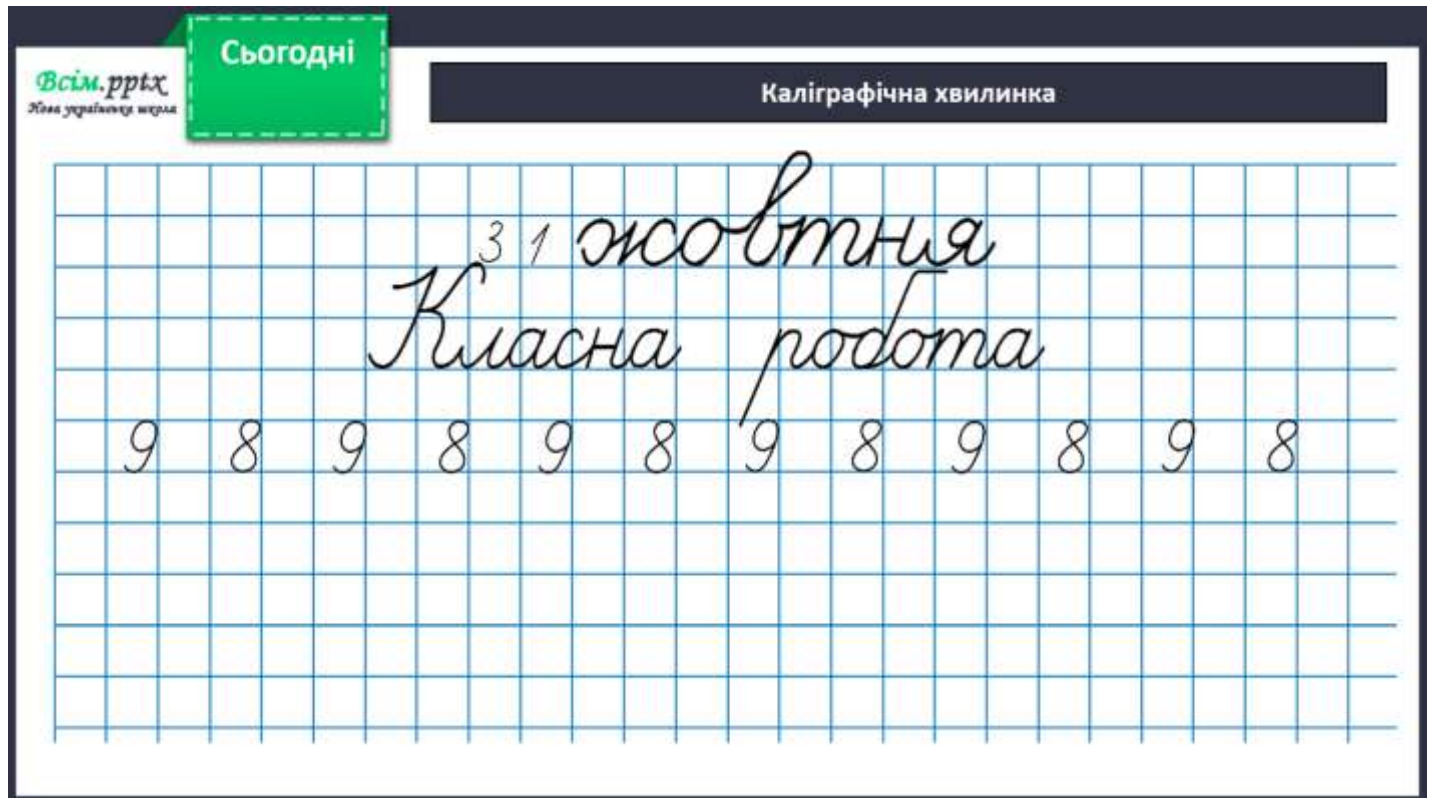 Сьогодні
Всім.pptx
Нова українська школа
Каліграфічна хвилинка
31 жовтня
Класна робота
9 8 9 8 9 8 9 8 9 8 9 8